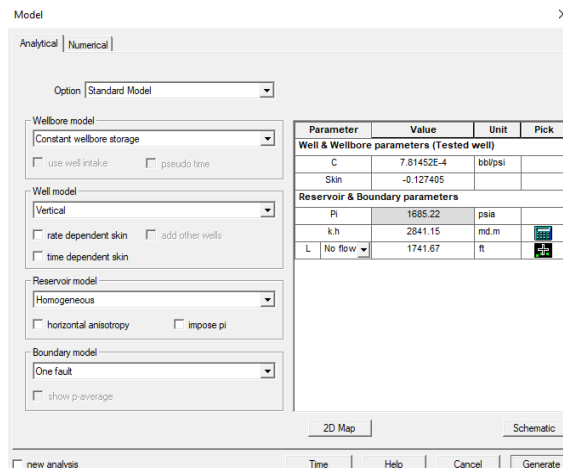 Model
Analytical Numerical
Option Standard Model
Wellbore model
Constant wellbore storage
use well intake pseudo time
Well model
Vertical
rate dependent skin add other wells
time dependent skin
Reservoir model
Homogeneous
horizontal anisotropy impose pi
Boundary model
One fault
show p-average
Parameter Value Unit Pick
Well & Wellbore parameters (Tested well)
C 7.81452E-4 bbl/psi
Skin -0.127405
Reservoir & Boundary parameters
Pi 1685.22 psia
k.h 2841.15 md.m
L No flow 1741.67 ft
2D Map Schematic
new analysis Time Help Cancel Generate